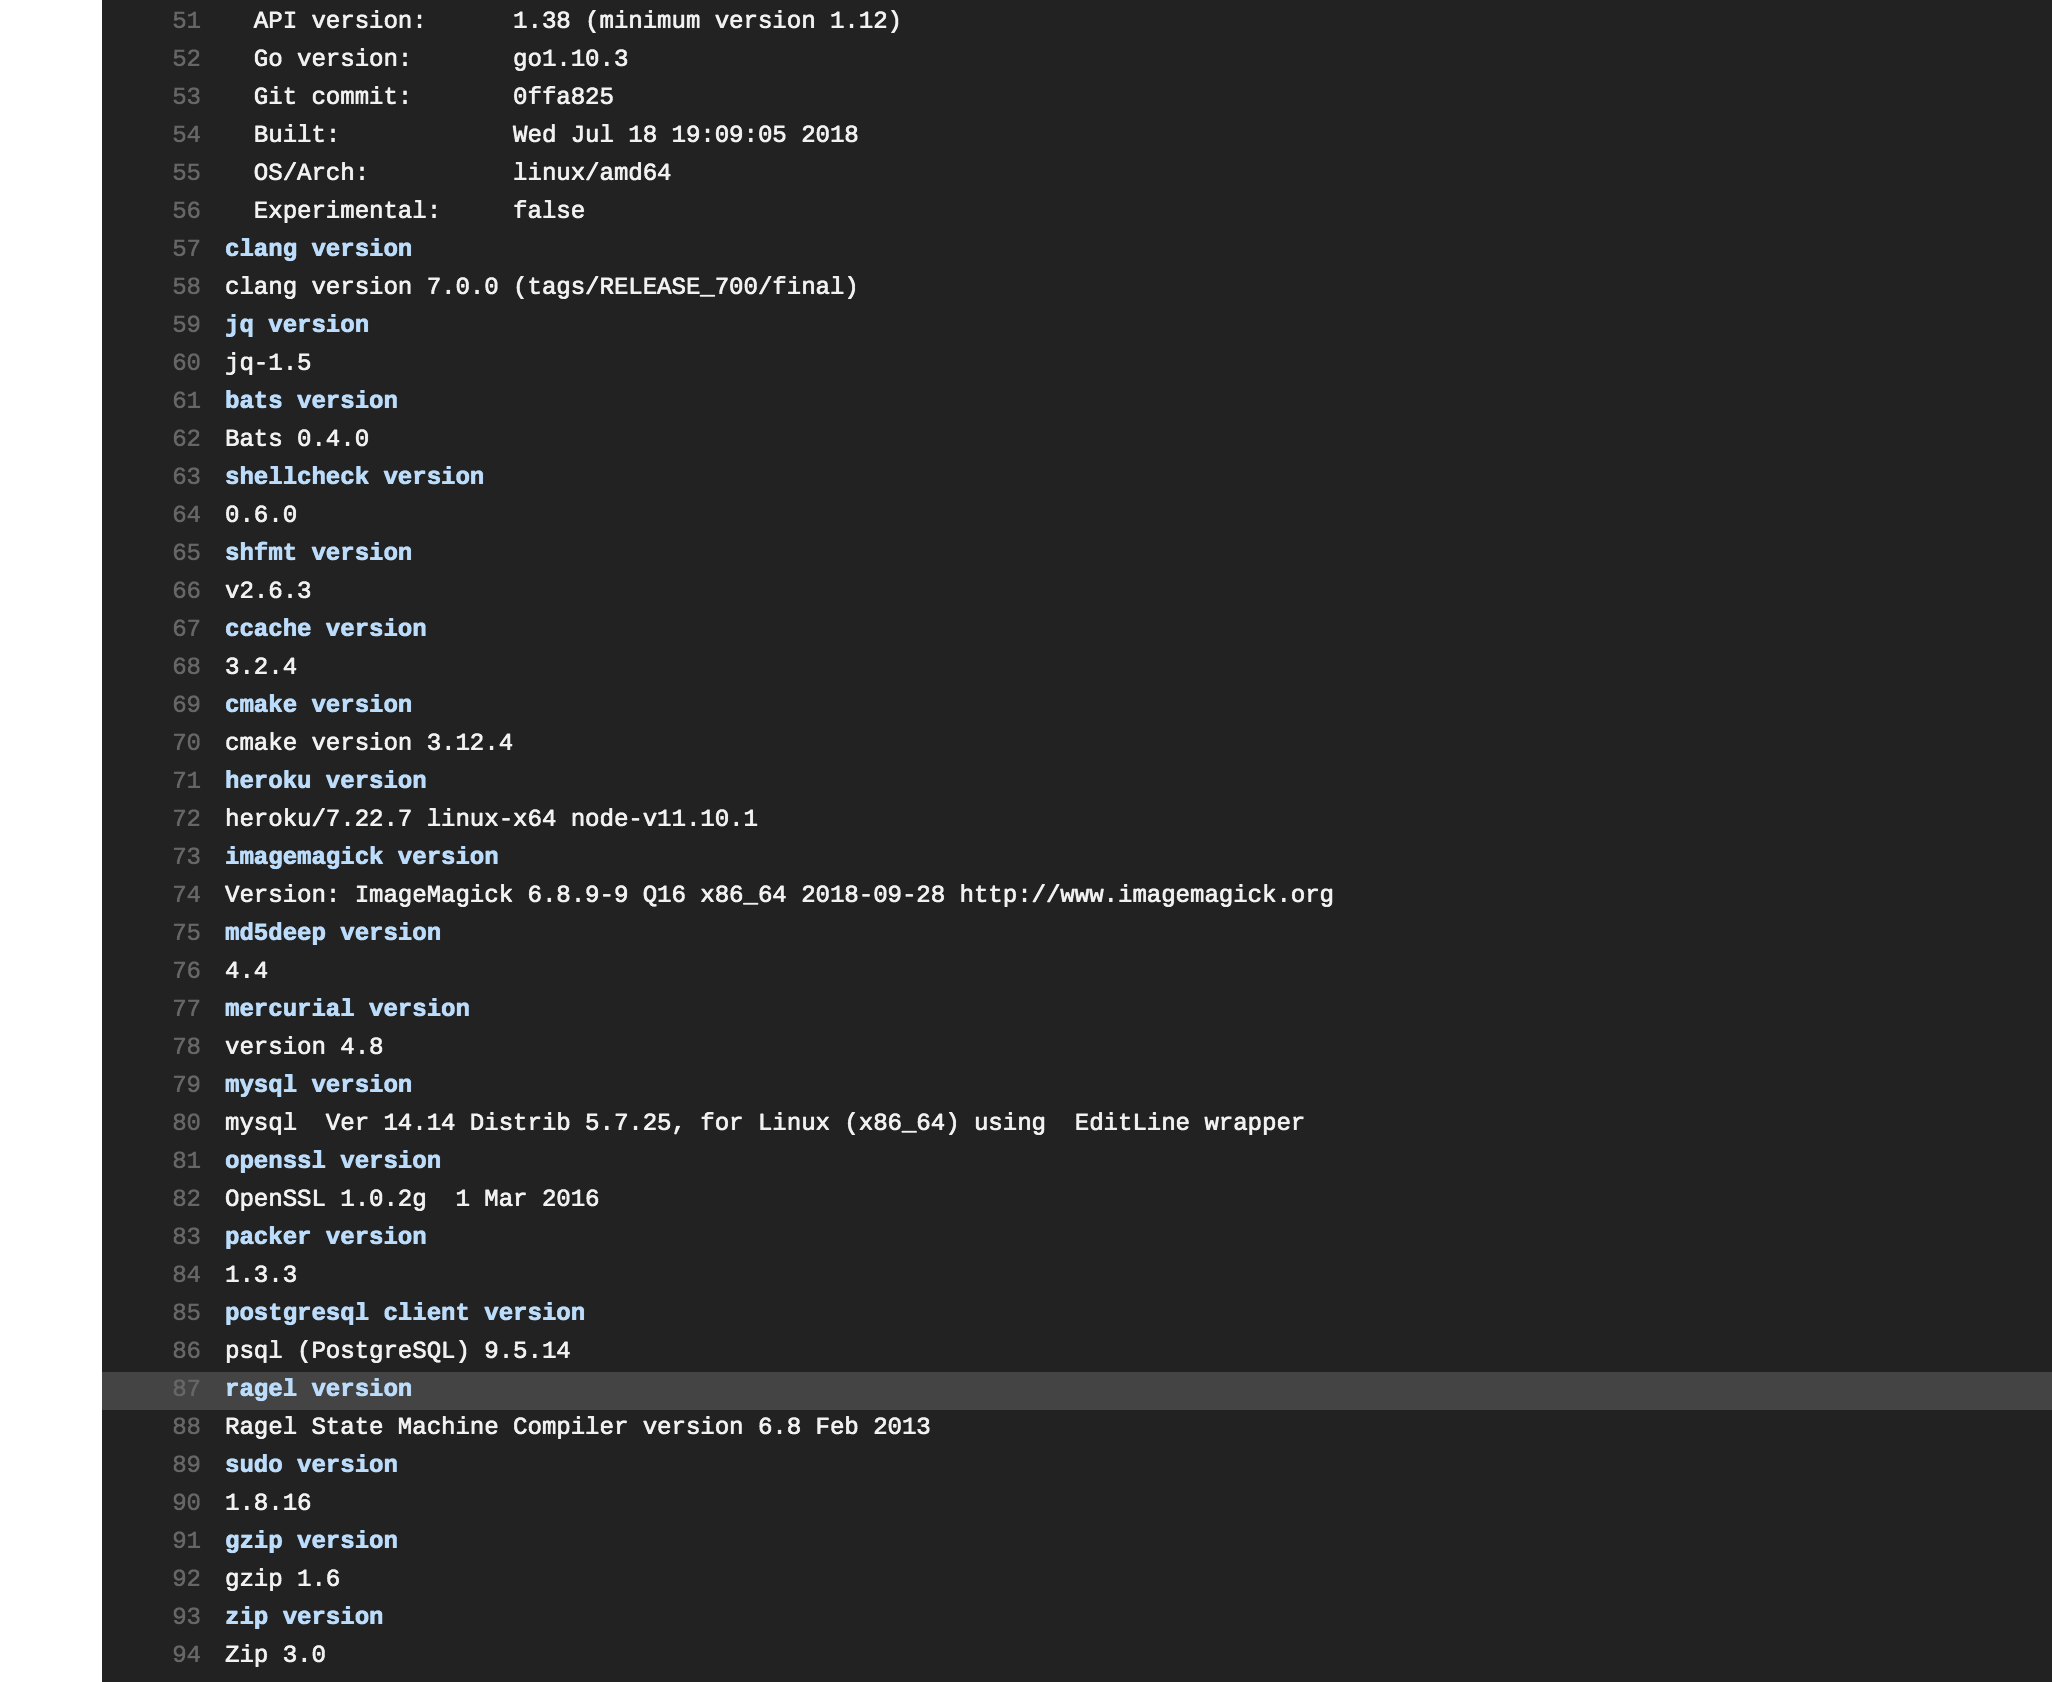 51 API version: 1.38 (minimum version 1.12)
52 Go version: go1.10.3
53 Git commit: 0ffa825
54 Built: Wed Jul 18 19:09:05 2018
55 OS/Arch: linux/amd64
56 Experimental: false
57 clang version
58 clang version 7.0.0 (tags/RELEASE_700/final)
59 jq version
60 jq-1.5
61 bats version
62 Bats 0.4.0
63 shellcheck version
64 0.6.0
65 shfmt version
66 v2.6.3
67 ccache version
68 3.2.4
69 cmake version
70 cmake version 3.12.4
71 heroku version
72 heroku/7.22.7 linux-x64 node-v11.10.1
73 imagemagick version
74 Version: ImageMagick 6.8.9-9 Q16 x86_64 2018-09-28 http://www.imagemagick.org
75 md5deep version
76 4.4
77 mercurial version
78 version 4.8
79 mysql version
80 mysql  Ver 14.14 Distrib 5.7.25, for Linux (x86_64) using  EditLine wrapper
81 openssl version
82 OpenSSL 1.0.2g  1 Mar 2016
83 packer version
84 1.3.3
85 postgresql client version
86 psql (PostgreSQL) 9.5.14
87 ragel version
88 Ragel State Machine Compiler version 6.8 Feb 2013
89 sudo version
90 1.8.16
91 gzip version
92 gzip 1.6
93 zip version
94 Zip 3.0